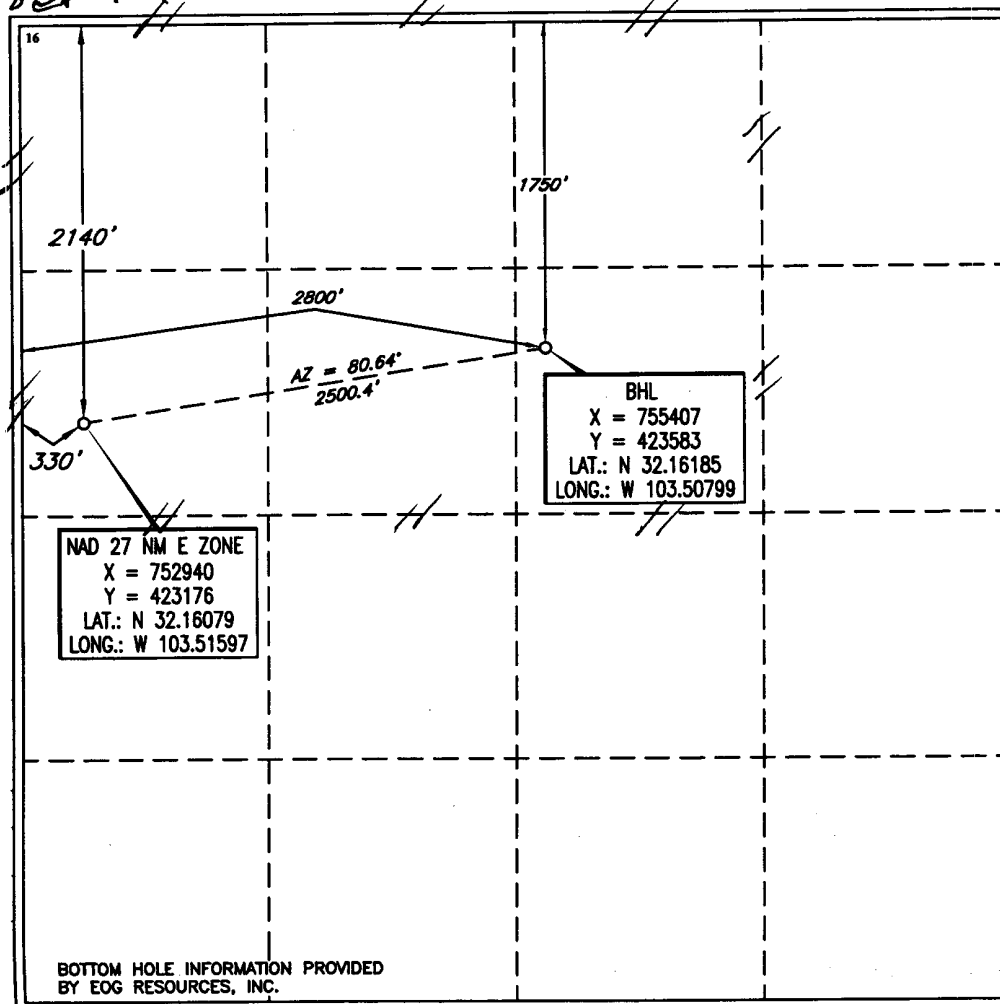 16
1750'
2140'
2800'
AZ = 80.64°
2500.4'
330'
BHL
X = 755407
Y = 423583
LAT.: N 32.16185
LONG.: W 103.50799
NAD 27 NM E ZONE
X = 752940
Y = 423176
LAT.: N 32.16079
LONG.: W 103.51597
BOTTOM HOLE INFORMATION PROVIDED
BY EOG RESOURCES, INC.